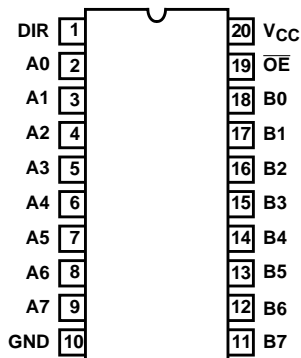 DIR 1 20 VCC
A0 2 19 O̅E̅
A1 3 18 B0
A2 4 17 B1
A3 5 16 B2
A4 6 15 B3
A5 7 14 B4
A6 8 13 B5
A7 9 12 B6
GND 10 11 B7